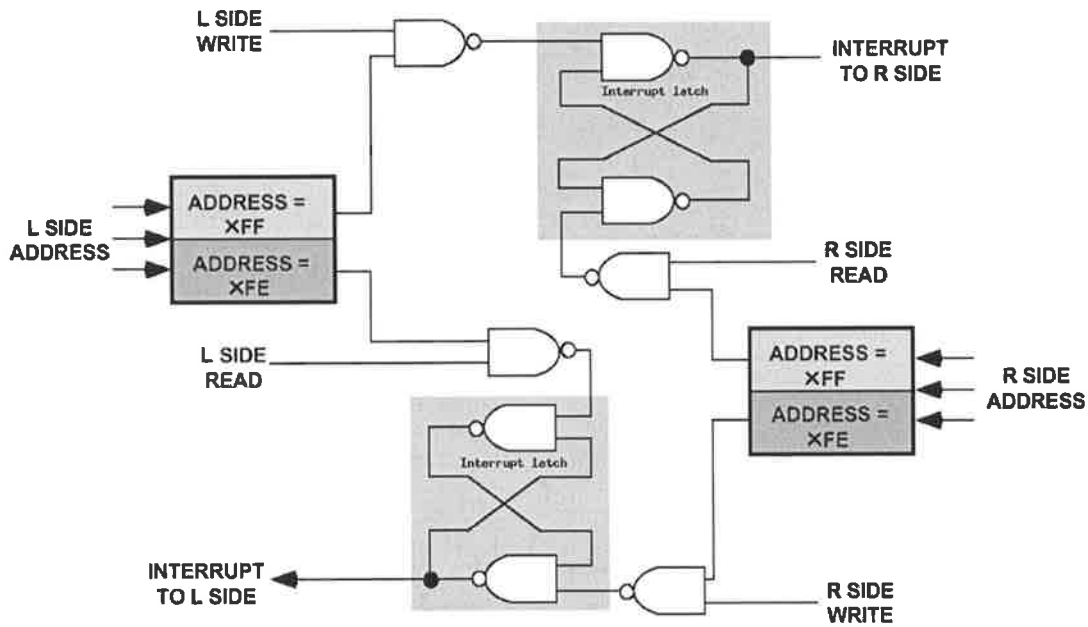 L SIDE
WRITE
INTERRUPT
TO R SIDE
Interrupt latch
ADDRESS =
XFF
L SIDE
ADDRESS
ADDRESS =
XFE
R SIDE
READ
L SIDE
READ
ADDRESS =
XFF
R SIDE
ADDRESS
ADDRESS =
XFE
Interrupt latch
INTERRUPT
TO L SIDE
R SIDE
WRITE